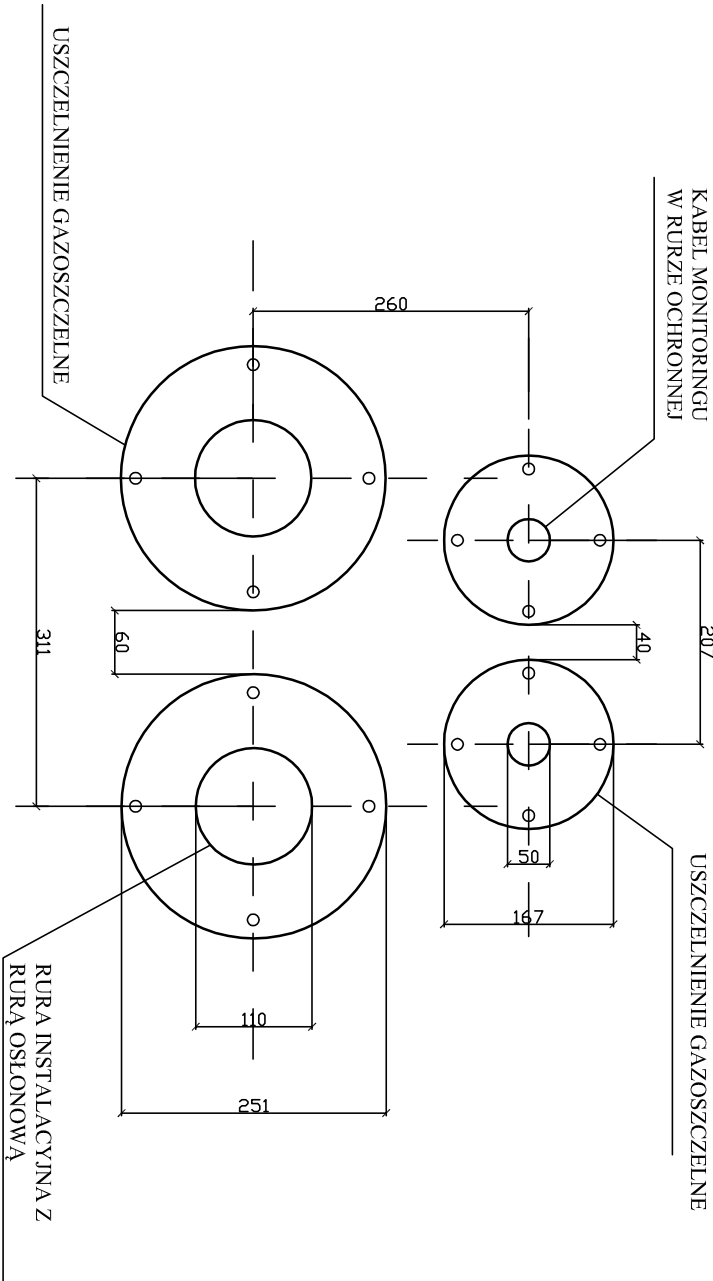 KABEL MONITORINGU
W RURZE OCHRONNEJ
USZCZELNIENIE GAZOSZCZELNE
USZCZELNIENIE GAZOSZCZELNE
RURA INSTALACYJNA Z
RURĄ OSŁONOWĄ
260
207
40
50
167
60
311
110
251